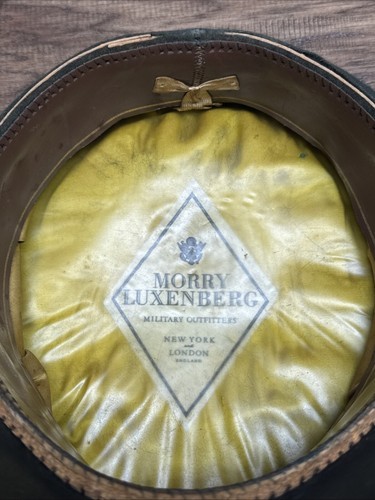 MORRY
LUXENBERG
MILITARY OUTFITTERS
NEW YORK
and
LONDON
ENGLAND